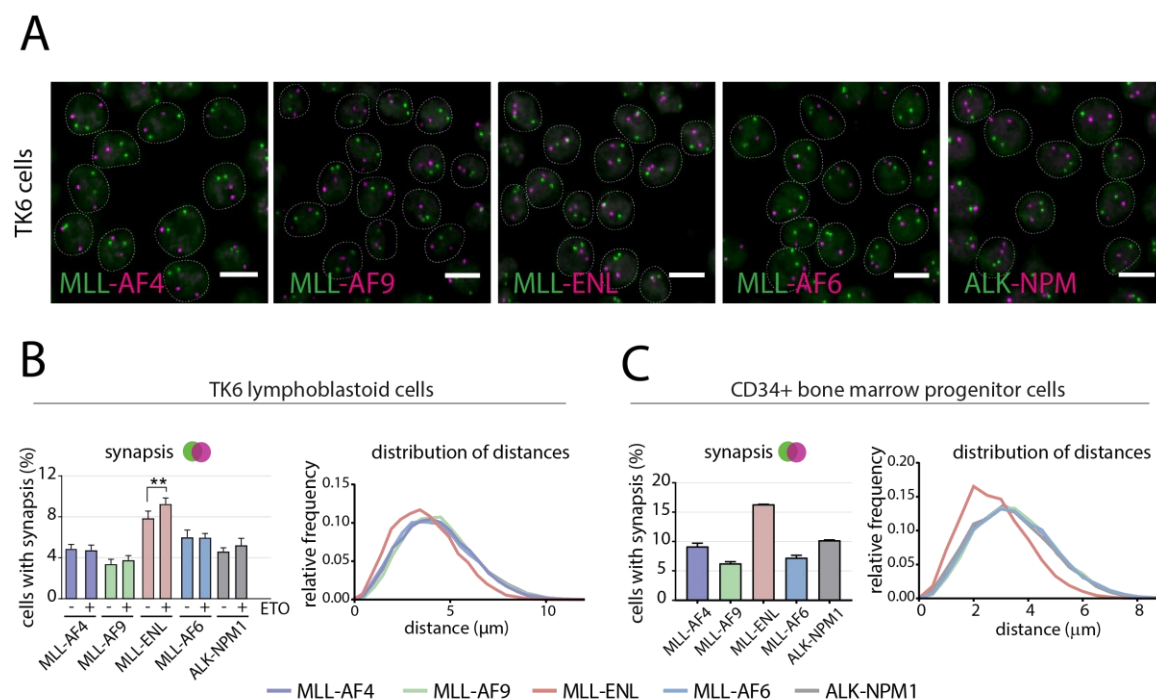 A
TK6 cells
MLL-AF4
MLL-AF9
MLL-ENL
MLL-AF6
ALK-NPM
B
TK6 lymphoblastoid cells
synapsis
cells with synapsis (%)
12
8
4
0
**
- + - + - + - + - + ETO
MLL-AF4
MLL-AF9
MLL-ENL
MLL-AF6
ALK-NPM1
distribution of distances
relative frequency
0.15
0.10
0.05
0.00
0 5 10
distance (µm)
C
CD34+ bone marrow progenitor cells
synapsis
cells with synapsis (%)
20
15
10
5
0
MLL-AF4
MLL-AF9
MLL-ENL
MLL-AF6
ALK-NPM1
distribution of distances
relative frequency
0.20
0.15
0.10
0.05
0.00
0 2 4 6 8
distance (µm)
MLL-AF4 MLL-AF9 MLL-ENL MLL-AF6 ALK-NPM1